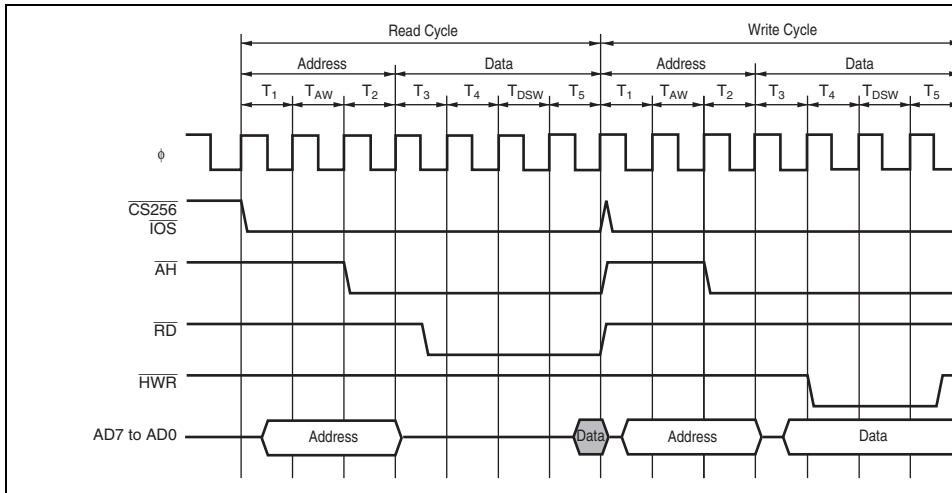 Read Cycle Write Cycle
Address Data Address Data
T1 TAW T2 T3 T4 TDSW T5 T1 TAW T2 T3 T4 TDSW T5
ϕ
CS256
IOS
AH
RD
HWR
AD7 to AD0 Address Data Address Data